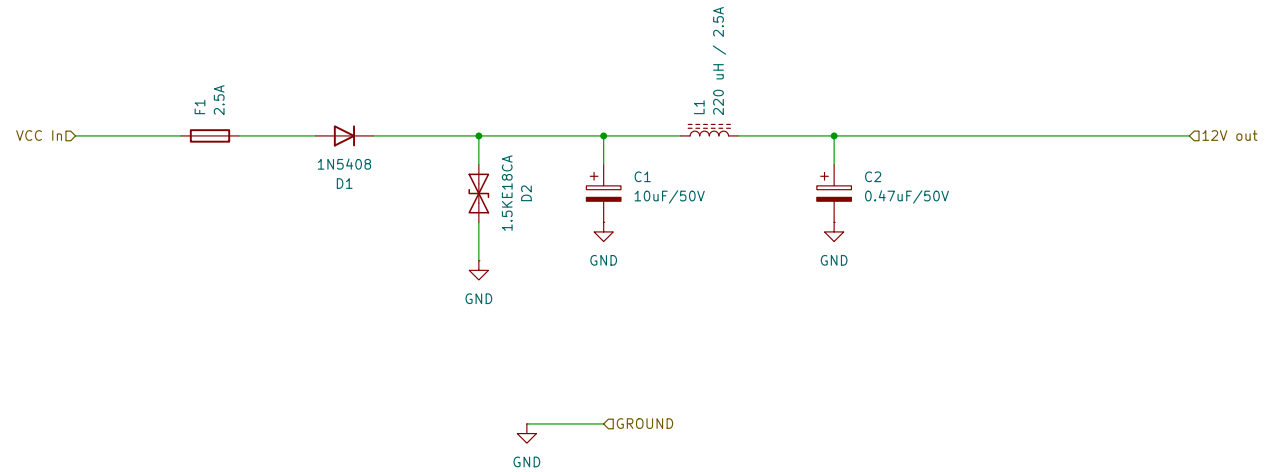 VCC In
F1
2.5A
1N5408
D1
1.5KE18CA
D2
GND
+
C1
10uF/50V
GND
L1
220 uH / 2.5A
+
C2
0.47uF/50V
GND
12V out
GROUND
GND